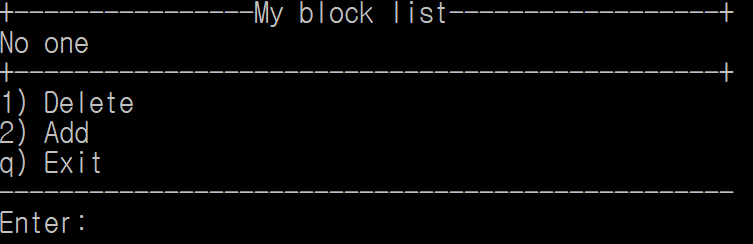 +----------------My block list------------------+
No one
+-----------------------------------------------+
1) Delete
2) Add
q) Exit
-------------------------------------------------
Enter: